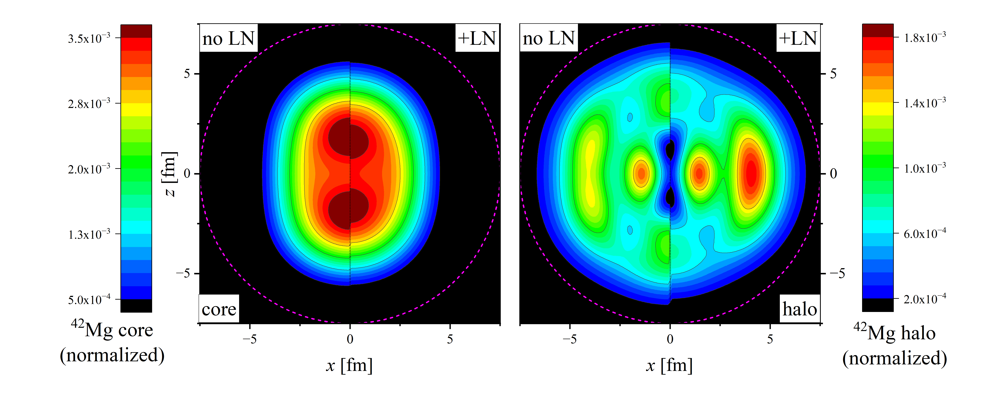 no LN
+LN
no LN
+LN
3.5x10⁻³
2.8x10⁻³
2.0x10⁻³
1.3x10⁻³
5.0x10⁻⁴
⁴²Mg core
(normalized)
z [fm]
5
0
−5
core
−5
0
5
x [fm]
5
0
−5
halo
−5
0
5
x [fm]
1.8x10⁻³
1.4x10⁻³
1.0x10⁻³
6.0x10⁻⁴
2.0x10⁻⁴
⁴²Mg halo
(normalized)